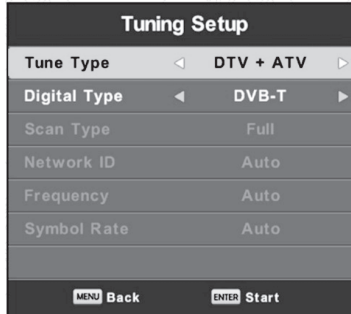 Tuning Setup
Tune Type DTV + ATV
Digital Type DVB-T
Scan Type Full
Network ID Auto
Frequency Auto
Symbol Rate Auto
MENU Back ENTER Start